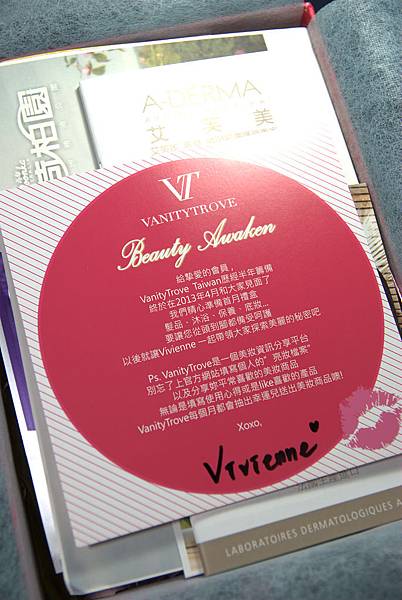 A-DERMA
艾芙美
柏園
VT
VANITYTROVE
Beauty Awaken
給摯愛的會員,
VanityTrove Taiwan歷經半年籌備
終於在2013年4月和大家見面了
我們精心準備首月禮盒
髮品、沐浴、保養、底妝...
要讓您從頭到腳都備受呵護
以後就讓Vivienne 一起帶領大家探索美麗的秘密吧
Ps. VanityTrove是一個美妝資訊分享平台
別忘了上官方網站填寫個人的”亮妝檔案”
以及分享妳平常喜歡的美妝商品
無論是填寫使用心得或是like喜歡的產品
VanityTrove每個月都會抽出幸運兒送出美妝商品噢!
Xoxo,
Vivienne
LABORATOIRES DERMATOLOGIQUES A